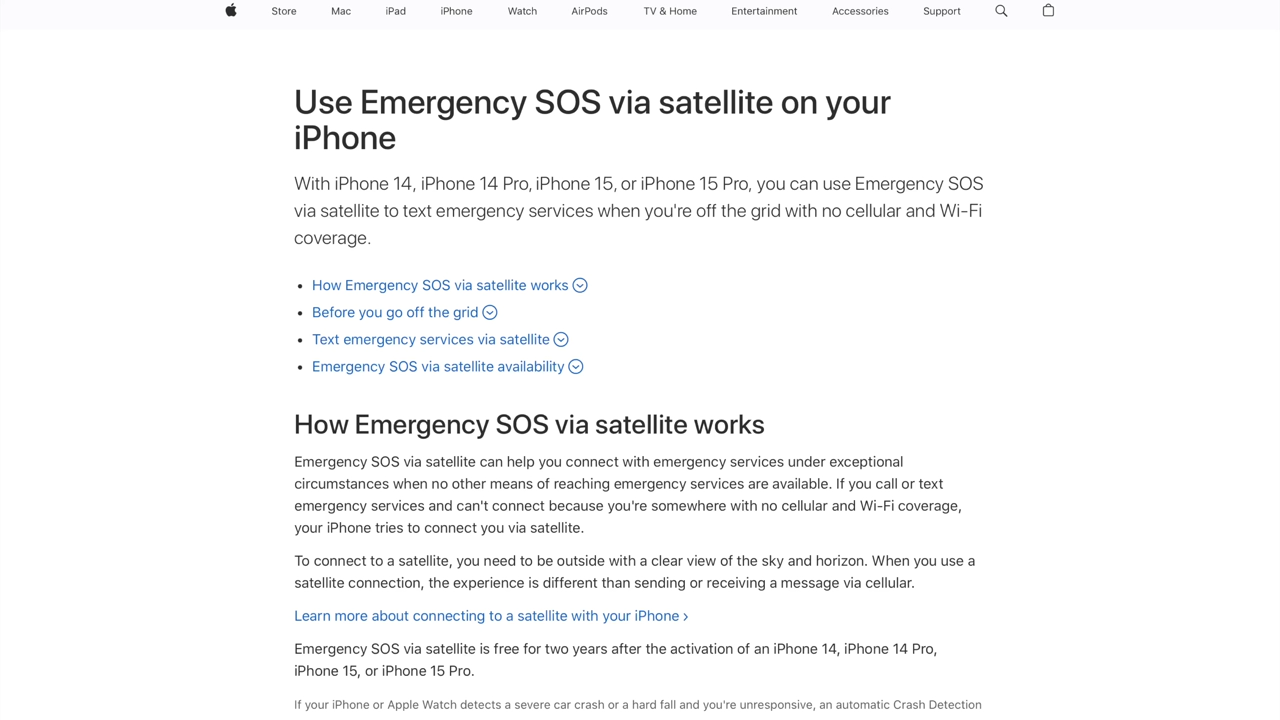 Store Mac iPad iPhone Watch AirPods TV & Home Entertainment Accessories Support
Use Emergency SOS via satellite on your
iPhone
With iPhone 14, iPhone 14 Pro, iPhone 15, or iPhone 15 Pro, you can use Emergency SOS
via satellite to text emergency services when you're off the grid with no cellular and Wi-Fi
coverage.
• How Emergency SOS via satellite works
• Before you go off the grid
• Text emergency services via satellite
• Emergency SOS via satellite availability
How Emergency SOS via satellite works
Emergency SOS via satellite can help you connect with emergency services under exceptional
circumstances when no other means of reaching emergency services are available. If you call or text
emergency services and can't connect because you're somewhere with no cellular and Wi-Fi coverage,
your iPhone tries to connect you via satellite.
To connect to a satellite, you need to be outside with a clear view of the sky and horizon. When you use a
satellite connection, the experience is different than sending or receiving a message via cellular.
Learn more about connecting to a satellite with your iPhone ›
Emergency SOS via satellite is free for two years after the activation of an iPhone 14, iPhone 14 Pro,
iPhone 15, or iPhone 15 Pro.
If your iPhone or Apple Watch detects a severe car crash or a hard fall and you're unresponsive, an automatic Crash Detection